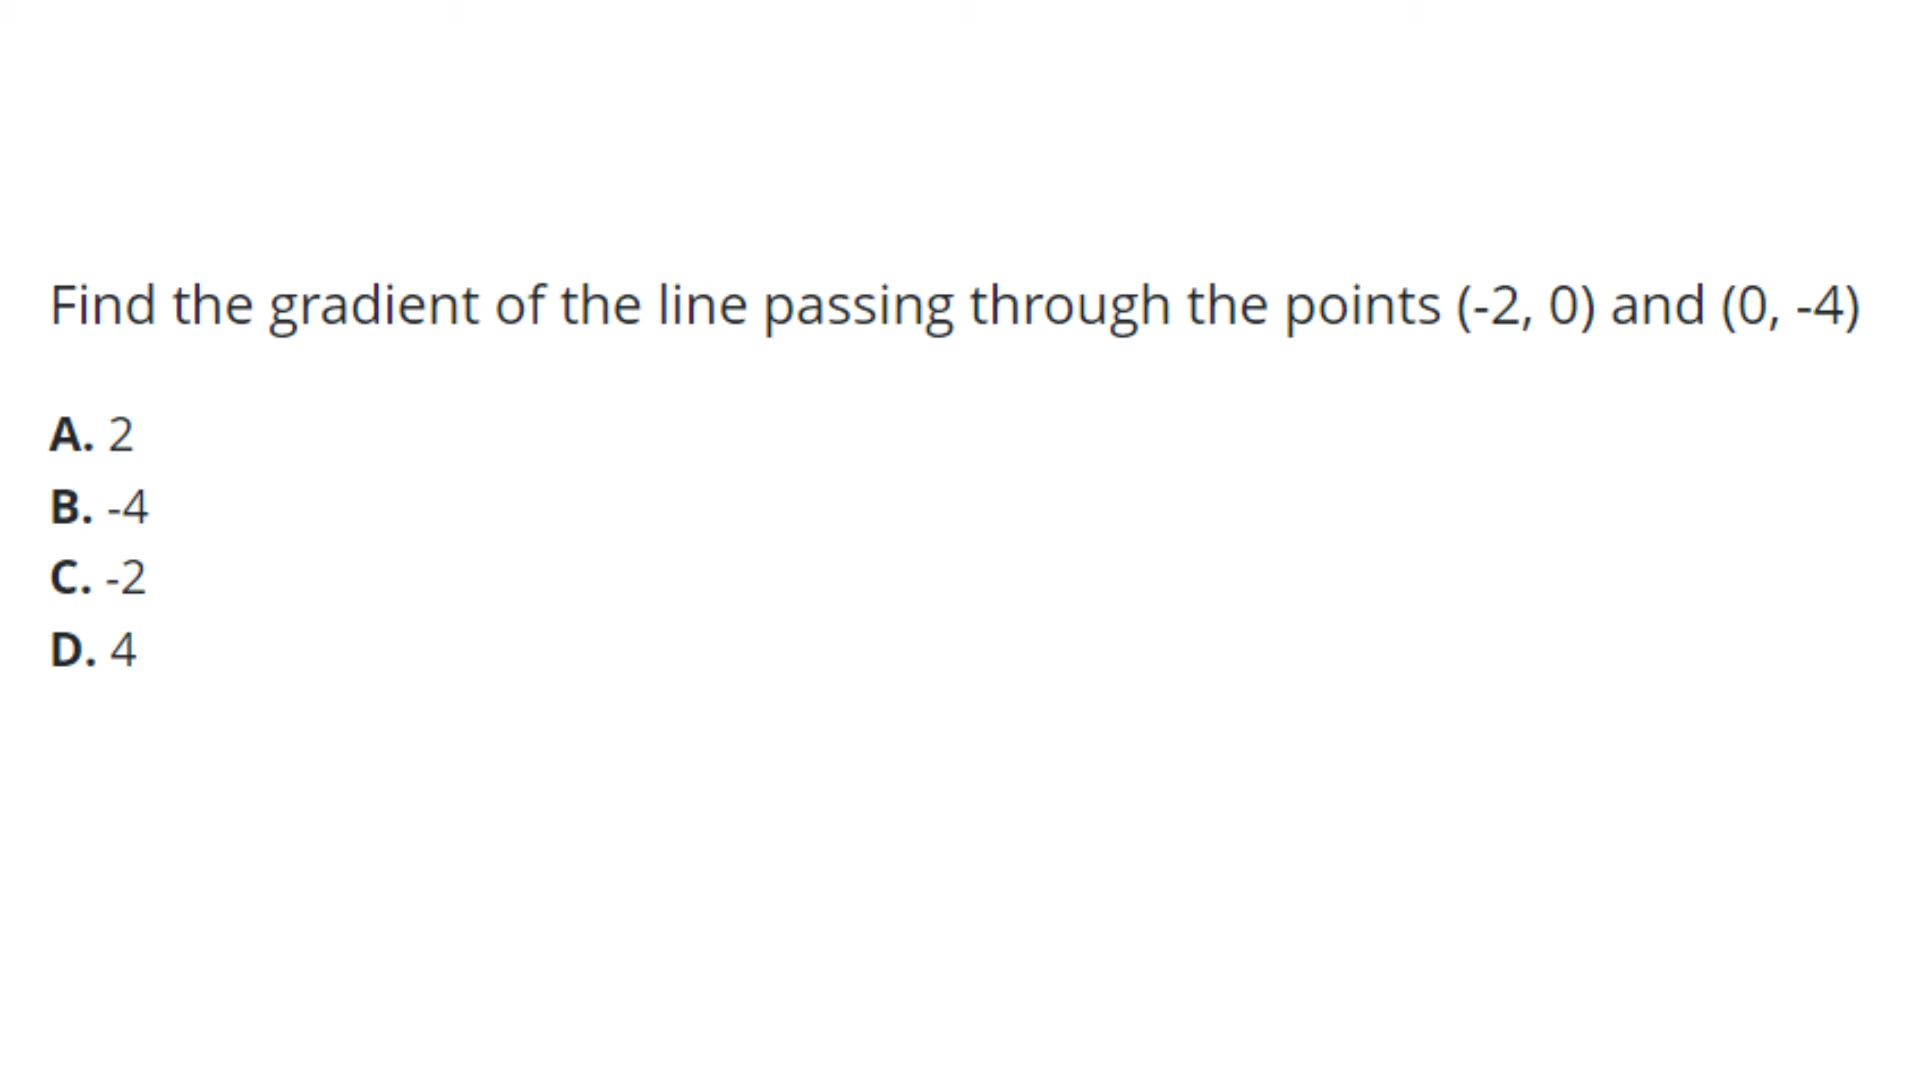 Find the gradient of the line passing through the points (-2, 0) and (0, -4)
A. 2
B. -4
C. -2
D. 4